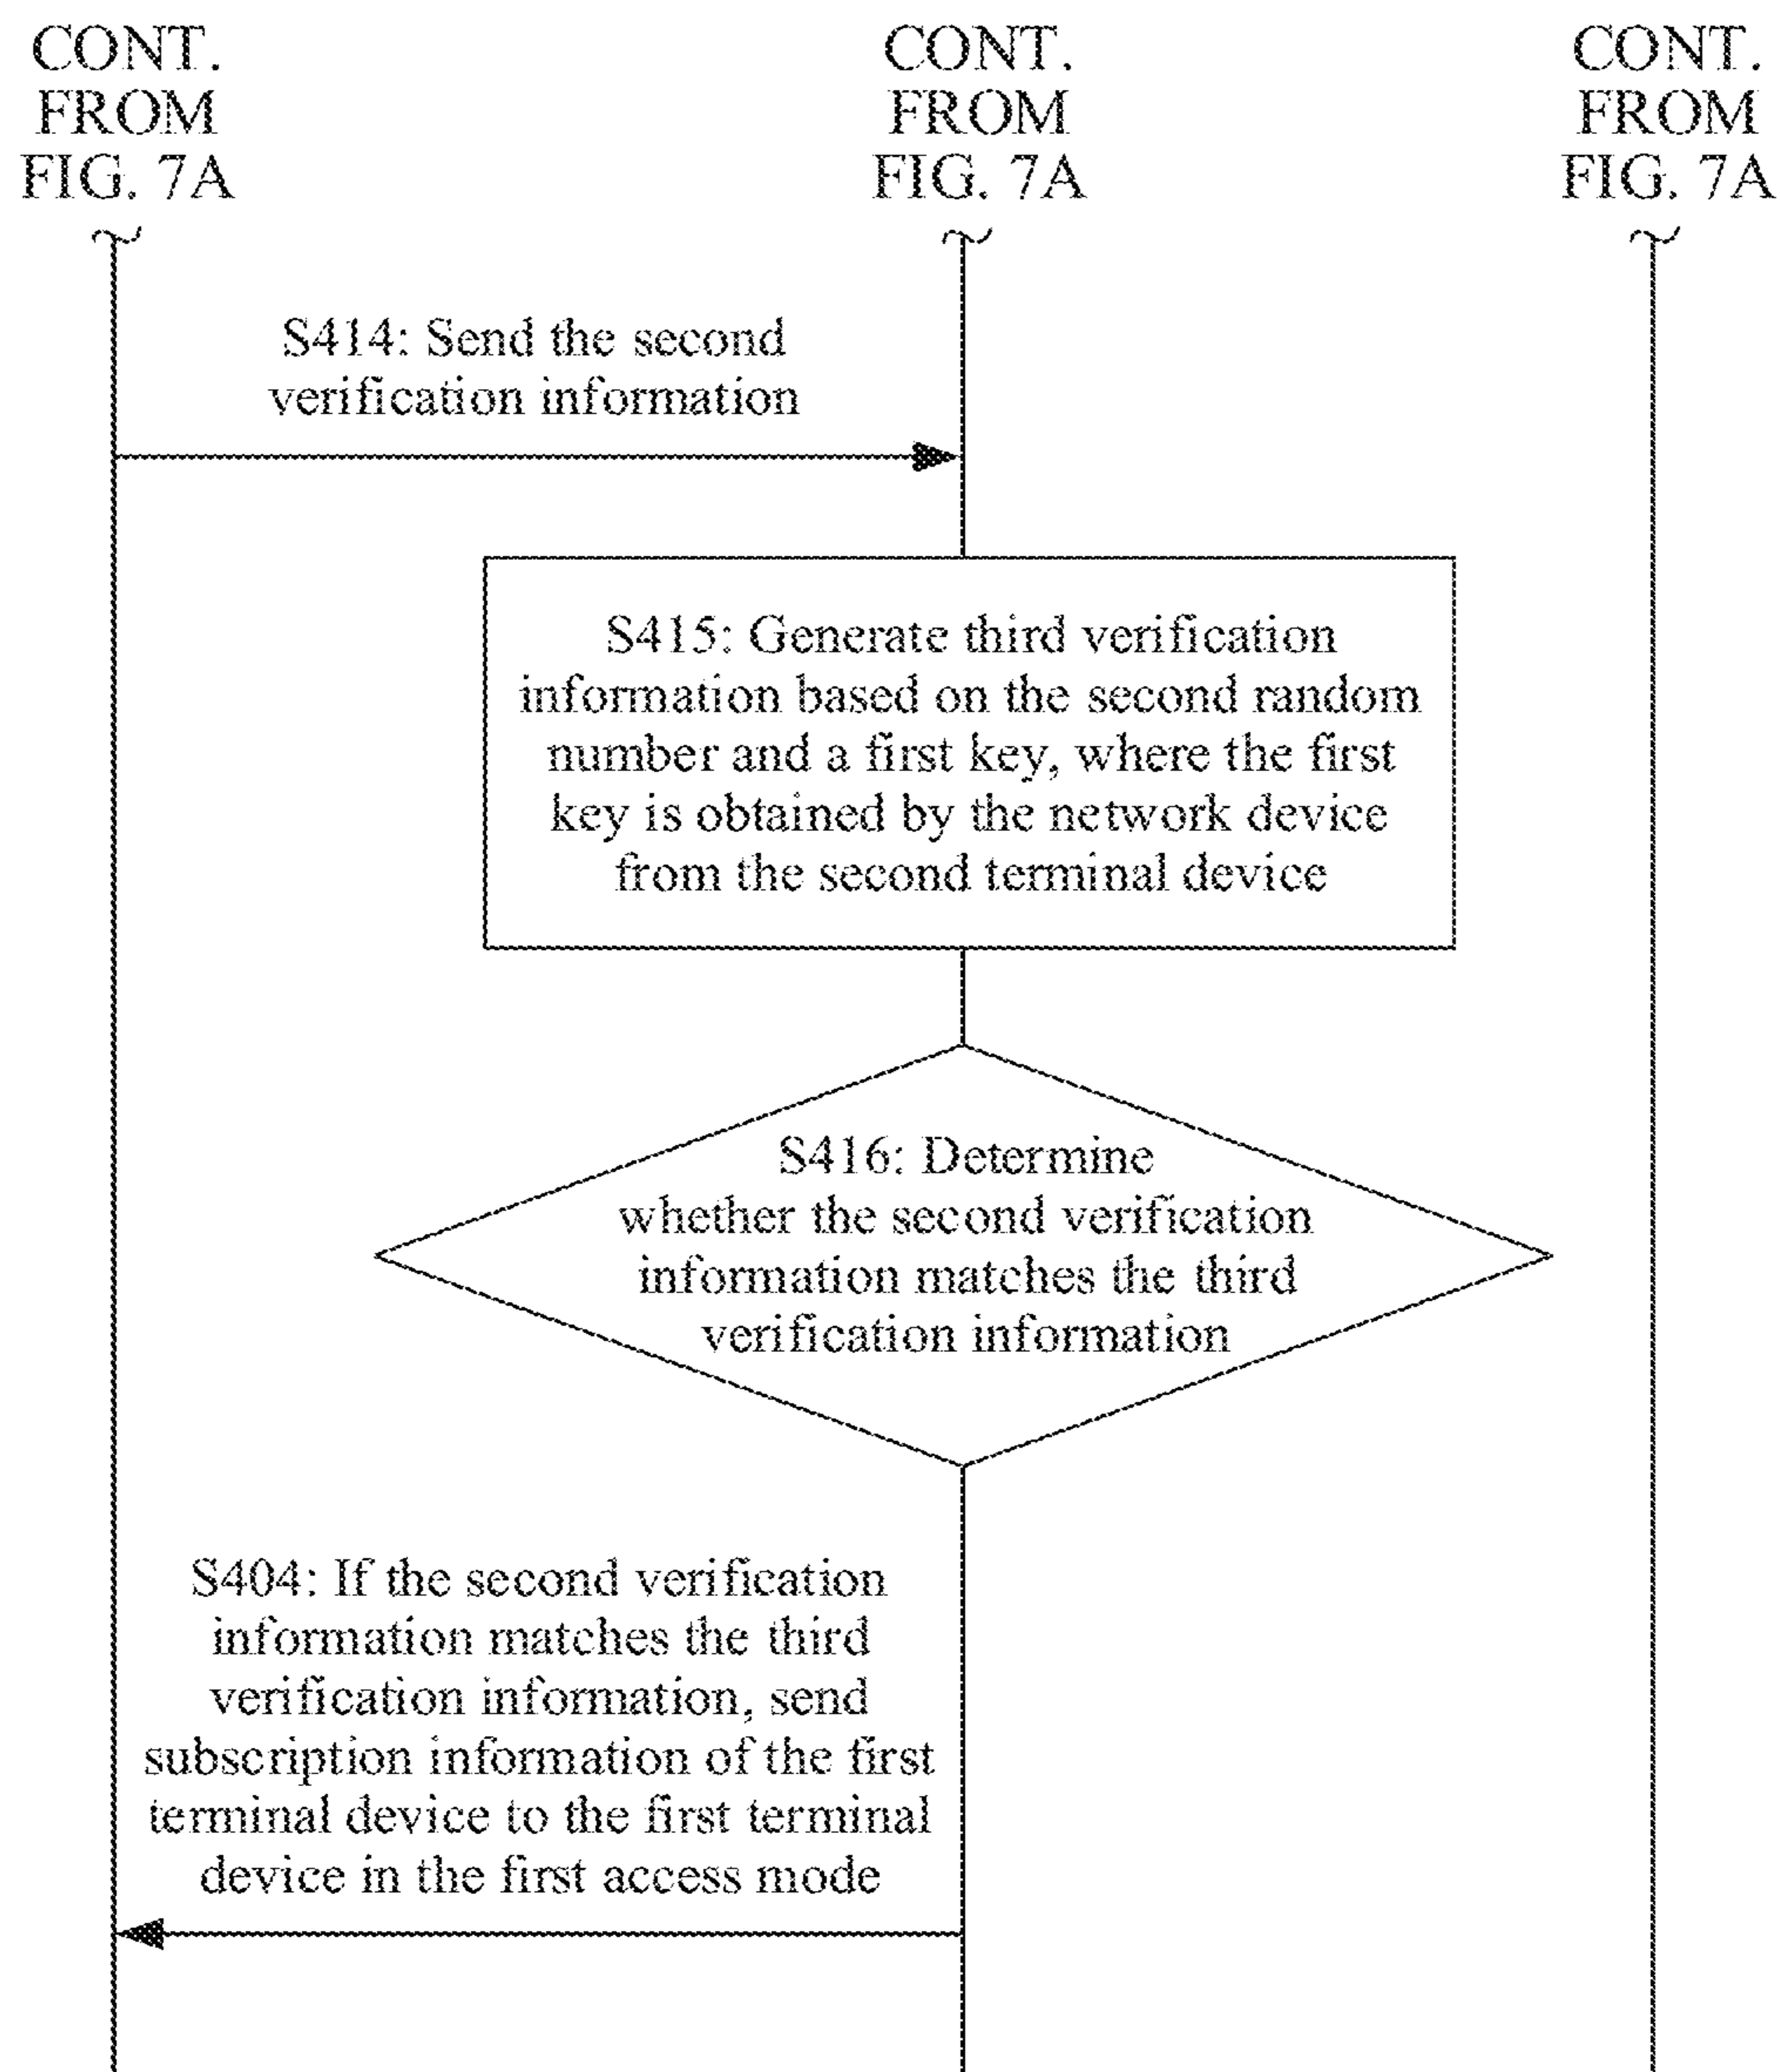 CONT.
FROM
FIG. 7A
CONT.
FROM
FIG. 7A
CONT.
FROM
FIG. 7A
S414: Send the second
verification information
S415: Generate third verification
information based on the second random
number and a first key, where the first
key is obtained by the network device
from the second terminal device
S416: Determine
whether the second verification
information matches the third
verification information
S404: If the second verification
information matches the third
verification information, send
subscription information of the first
terminal device to the first terminal
device in the first access mode